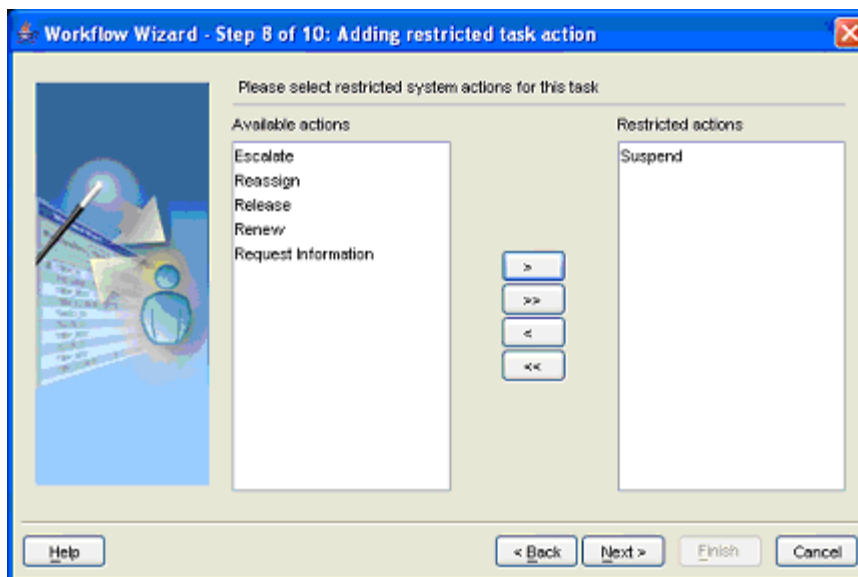 Workflow Wizard - Step 8 of 10: Adding restricted task action
Please select restricted system actions for this task
Available actions
Restricted actions
Escalate
Reassign
Release
Renew
Request Information
Suspend
>
>>
<
<<
Help
< Back
Next >
Finish
Cancel